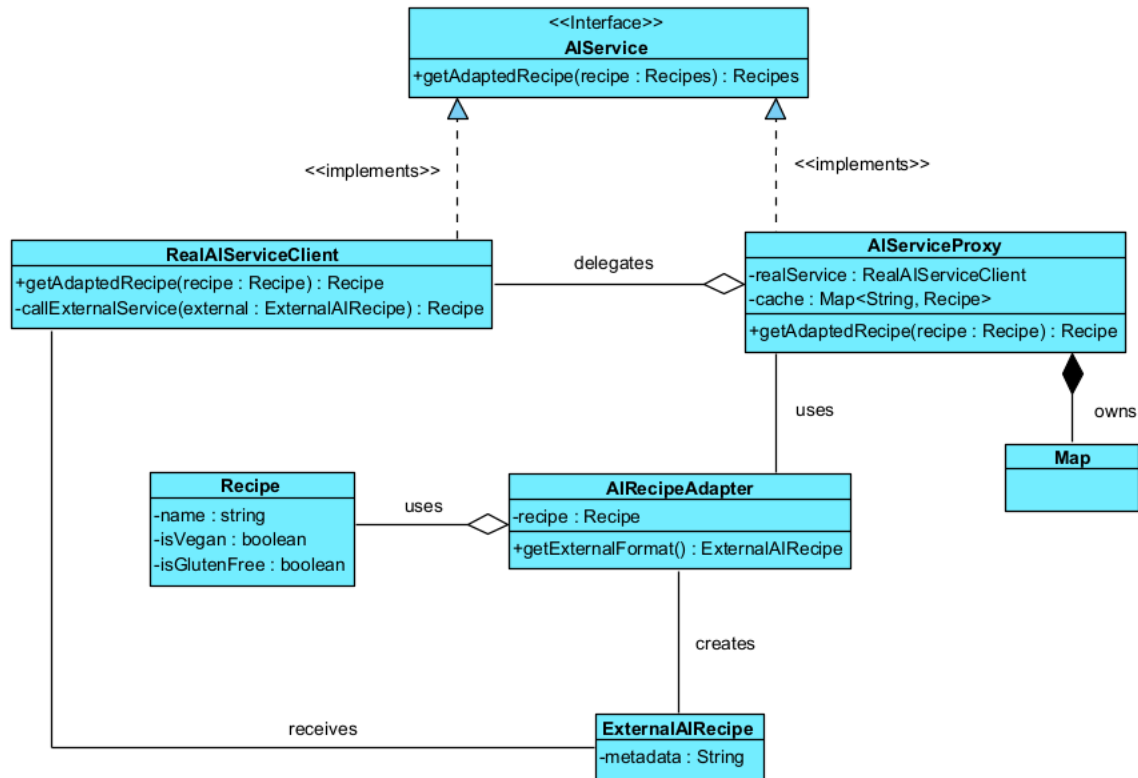 <<Interface>>
AIService
+getAdaptedRecipe(recipe : Recipes) : Recipes
<<implements>>
<<implements>>
RealAIServiceClient
+getAdaptedRecipe(recipe : Recipe) : Recipe
-callExternalService(external : ExternalAIRecipe) : Recipe
delegates
AIServiceProxy
-realService : RealAIServiceClient
-cache : Map<String, Recipe>
+getAdaptedRecipe(recipe : Recipe) : Recipe
uses
owns
Map
Recipe
-name : string
-isVegan : boolean
-isGlutenFree : boolean
uses
AIRecipeAdapter
-recipe : Recipe
+getExternalFormat() : ExternalAIRecipe
creates
receives
ExternalAIRecipe
-metadata : String